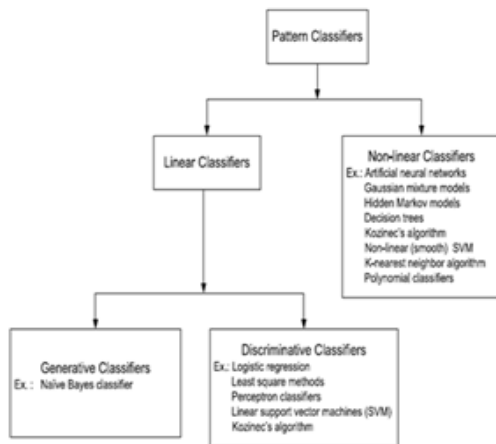 Pattern Classifiers
Linear Classifiers
Non-linear Classifiers
Ex.: Artificial neural networks
Gaussian mixture models
Hidden Markov models
Decision trees
Kozinec's algorithm
Non-linear (smooth) SVM
K-nearest neighbor algorithm
Polynomial classifiers
Generative Classifiers
Ex. : Naïve Bayes classifier
Discriminative Classifiers
Ex.: Logistic regression
Least square methods
Perceptron classifiers
Linear support vector machines (SVM)
Kozinec's algorithm